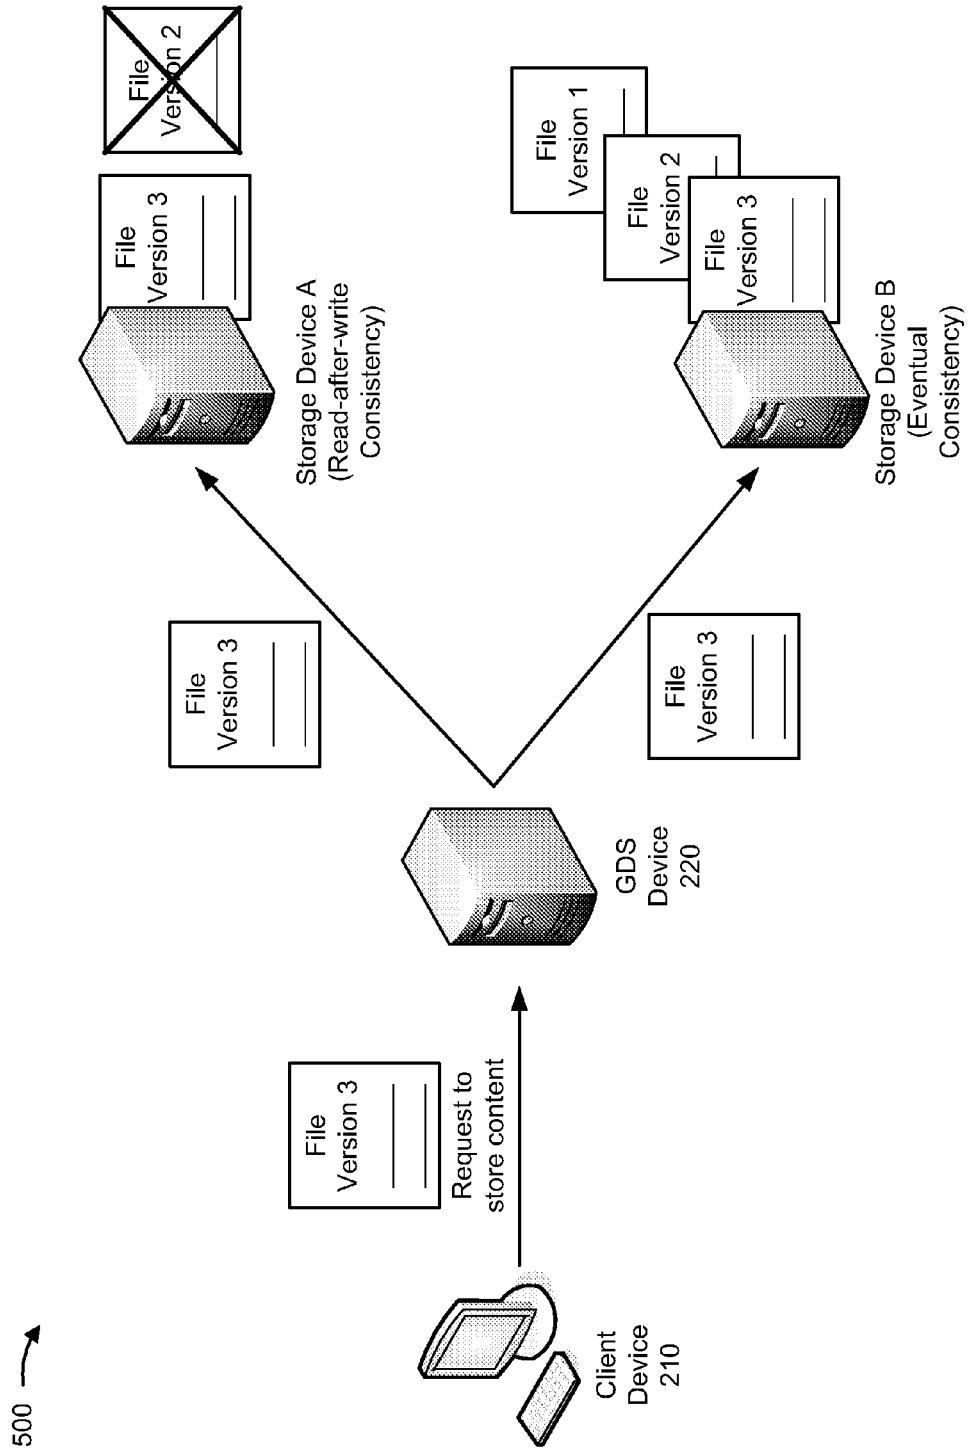 500
File
Version 3
Request to
store content
Client
Device
210
GDS
Device
220
File
Version 3
File
Version 3
File
Version 3
File
Version 2
Storage Device A
(Read-after-write
Consistency)
File
Version 1
File
Version 2
File
Version 3
Storage Device B
(Eventual
Consistency)